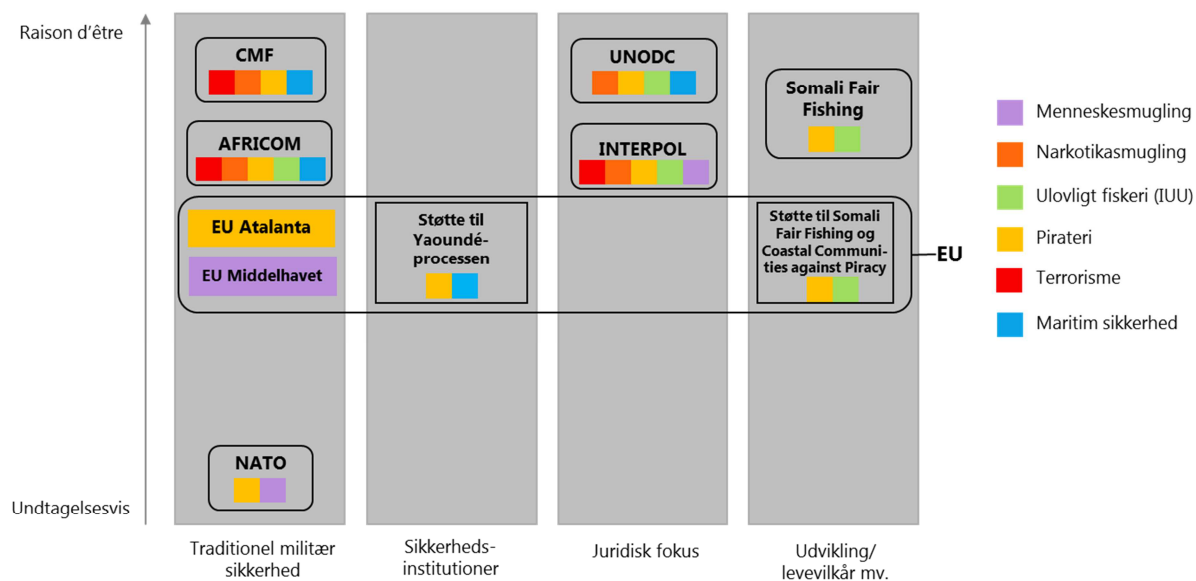 Raison d'être
Undtagelsesvis
CMF
AFRICOM
EU Atalanta
EU Middelhavet
NATO
Støtte til
Yaoundé-
processen
UNODC
INTERPOL
Somali Fair
Fishing
Støtte til Somali
Fair Fishing og
Coastal Communi-
ties against Piracy
EU
Traditionel militær
sikkerhed
Sikkerheds-
institutioner
Juridisk fokus
Udvikling/
levevilkår mv.
Menneskesmugling
Narkotikasmugling
Ulovligt fiskeri (IUU)
Pirateri
Terrorisme
Maritim sikkerhed